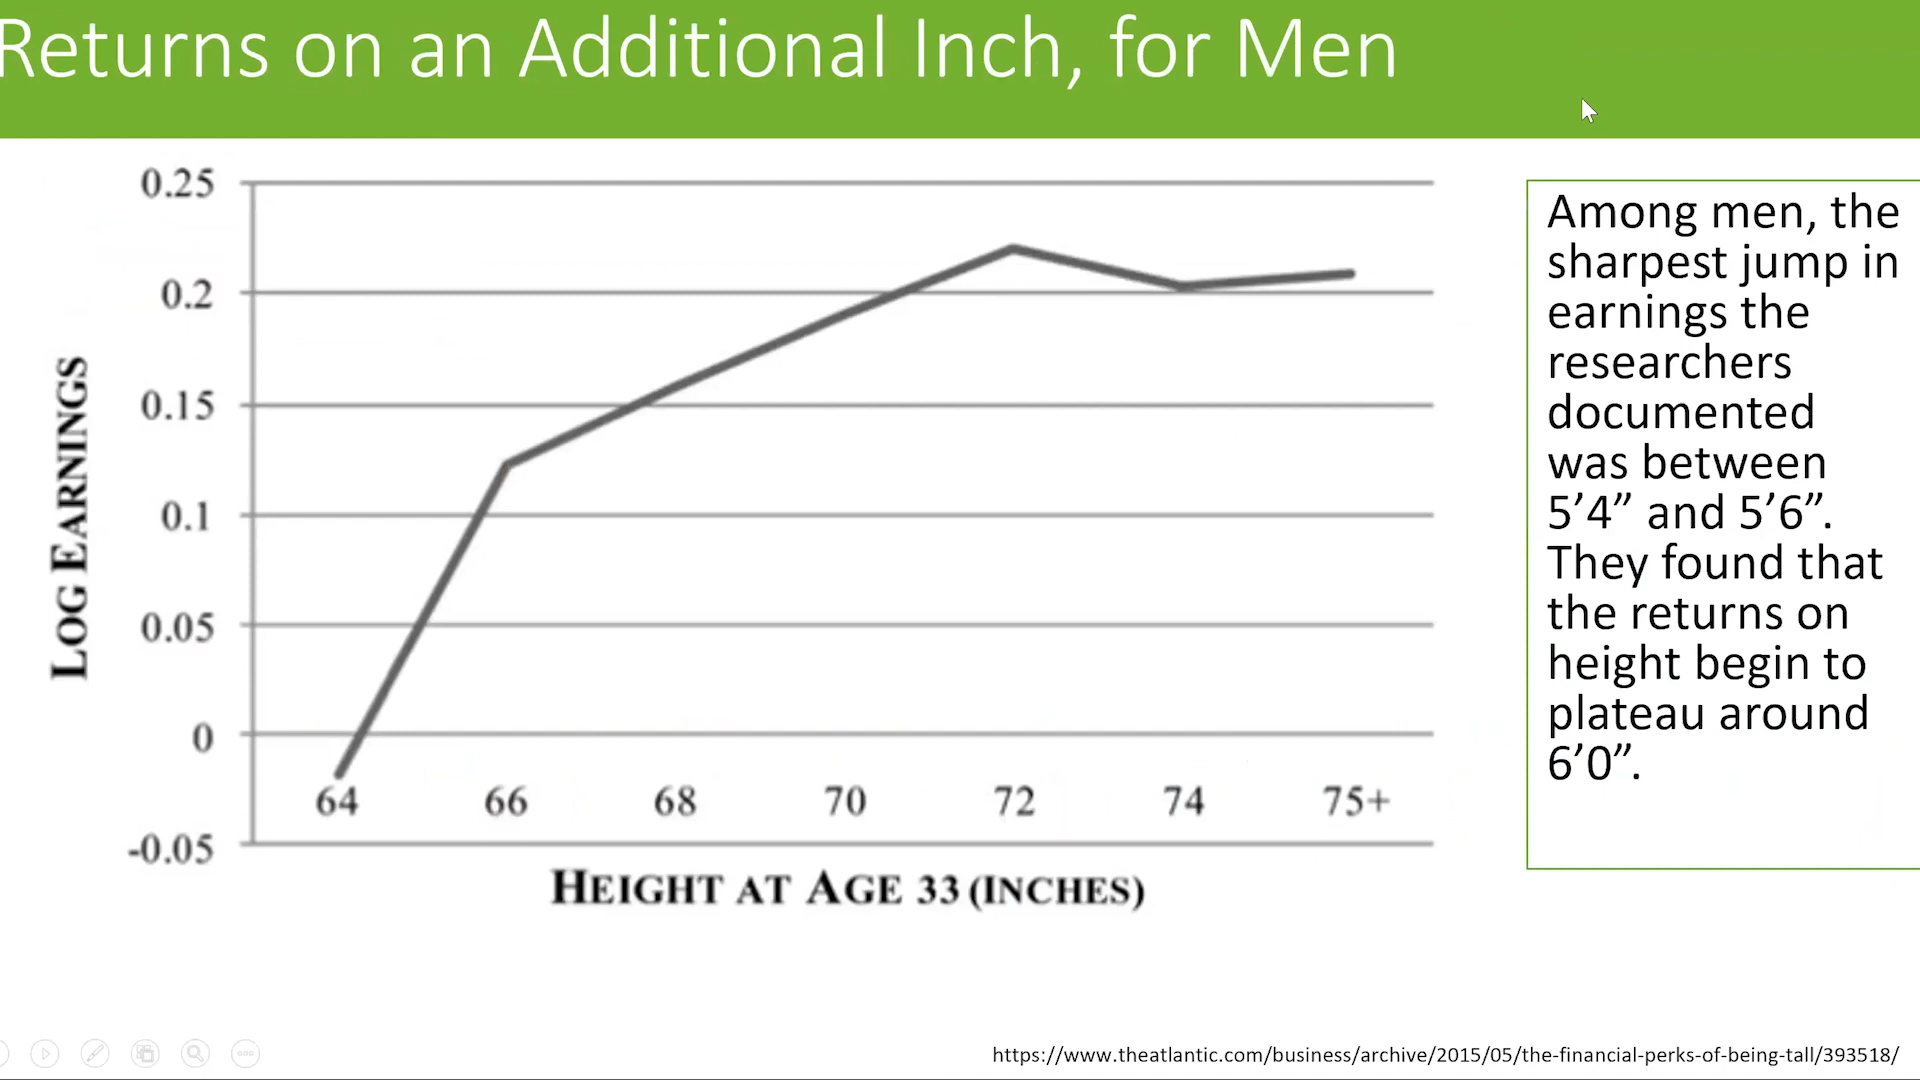 Returns on an Additional Inch, for Men
0.25
0.2
0.15
0.1
0.05
0
-0.05
LOG EARNINGS
64 66 68 70 72 74 75+
HEIGHT AT AGE 33 (INCHES)
Among men, the
sharpest jump in
earnings the
researchers
documented
was between
5’4” and 5’6”.
They found that
the returns on
height begin to
plateau around
6’0”.
https://www.theatlantic.com/business/archive/2015/05/the-financial-perks-of-being-tall/393518/